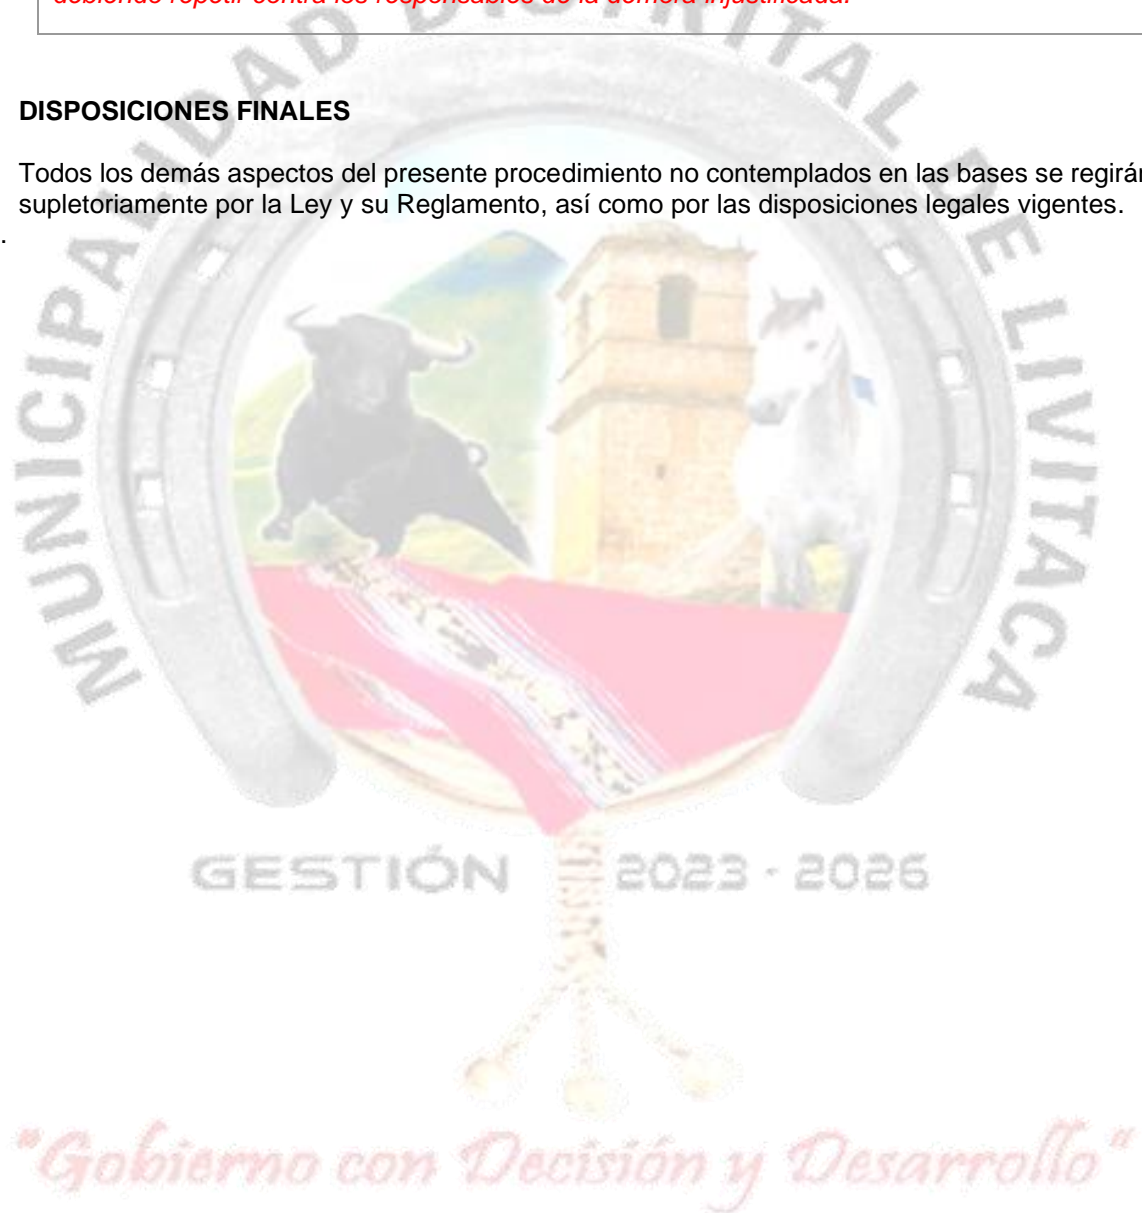 debiendo repetir contra los responsables de la demora injustificada.
DISPOSICIONES FINALES
Todos los demás aspectos del presente procedimiento no contemplados en las bases se regirán
supletoriamente por la Ley y su Reglamento, así como por las disposiciones legales vigentes.
.
MUNICIPALIDAD DISTRITAL DE LIVITACA
GESTIÓN 2023 - 2026
"Gobierno con Decisión y Desarrollo"